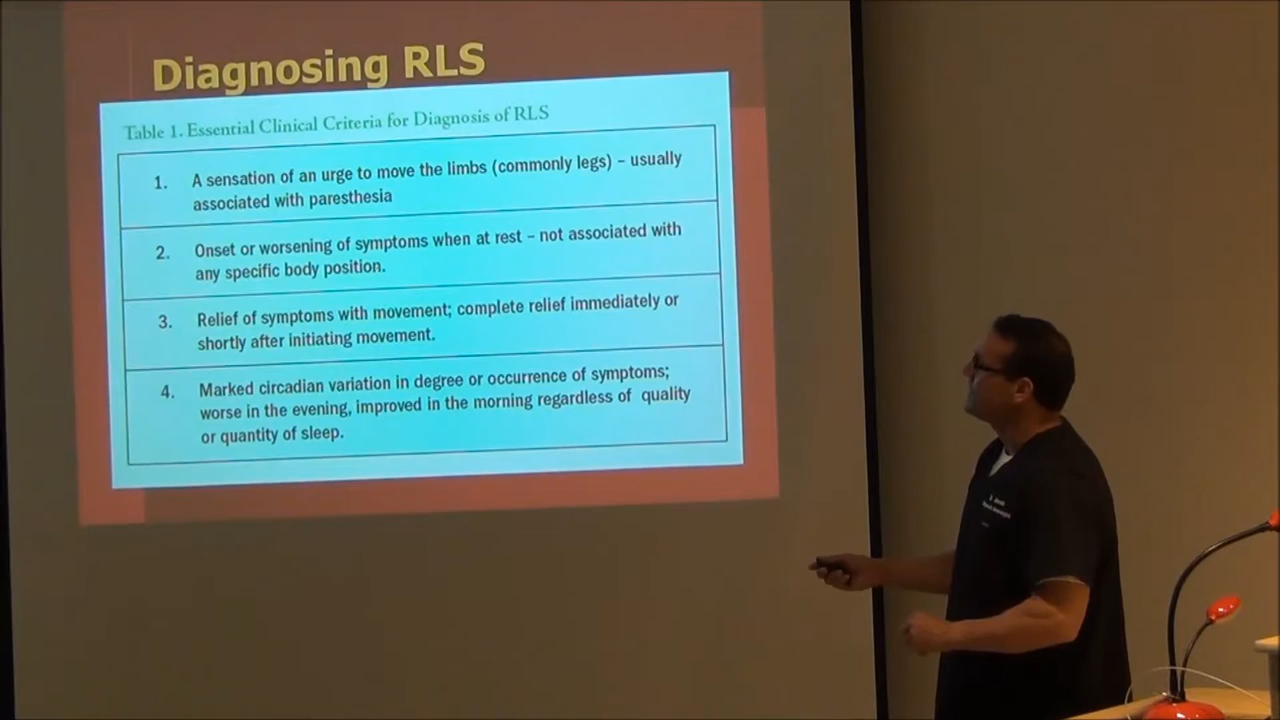 Diagnosing RLS
Table 1. Essential Clinical Criteria for Diagnosis of RLS
1. A sensation of an urge to move the limbs (commonly legs) – usually
associated with paresthesia
2. Onset or worsening of symptoms when at rest – not associated with
any specific body position.
3. Relief of symptoms with movement; complete relief immediately or
shortly after initiating movement.
4. Marked circadian variation in degree or occurrence of symptoms;
worse in the evening, improved in the morning regardless of quality
or quantity of sleep.